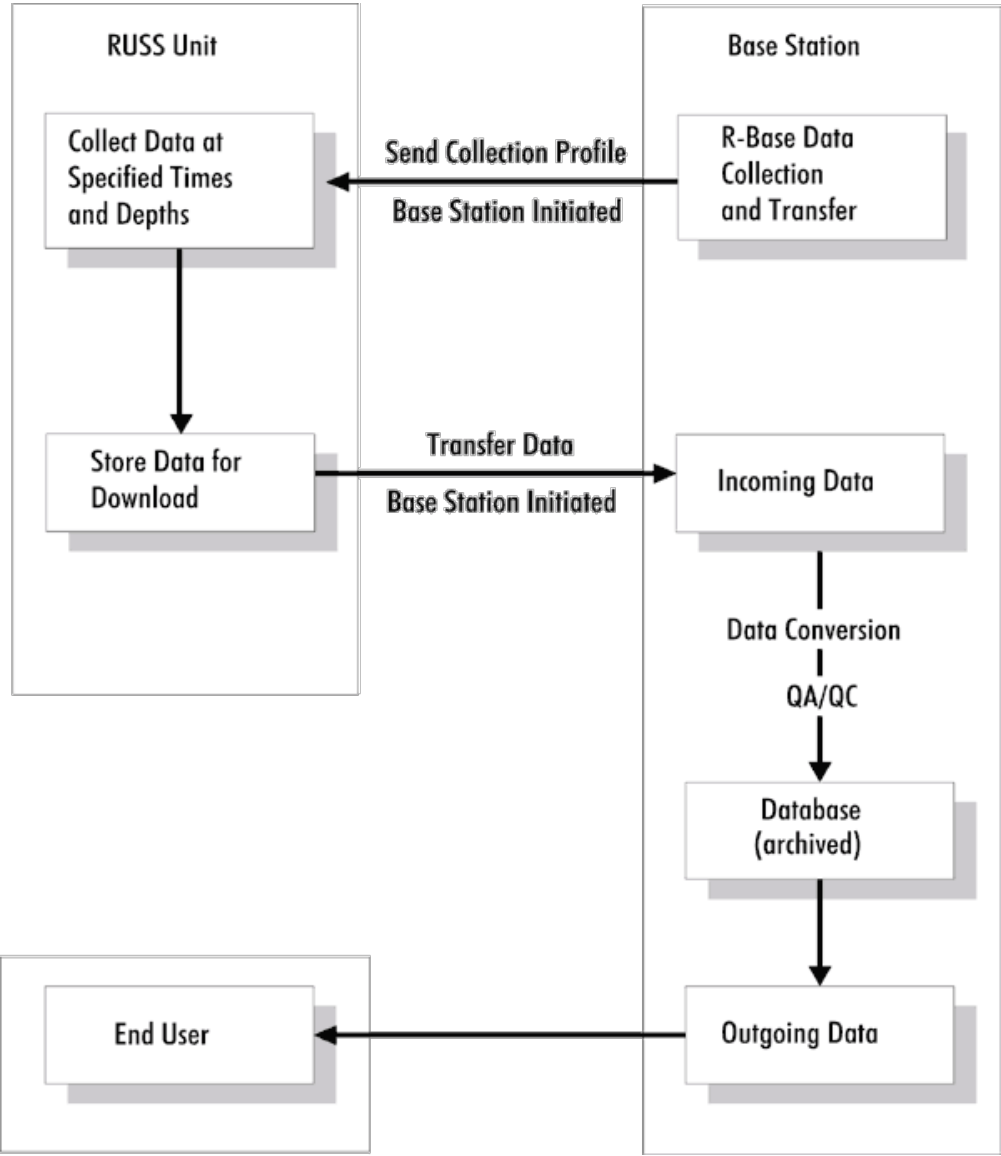 RUSS Unit
Base Station
Collect Data at
Specified Times
and Depths
Send Collection Profile
Base Station Initiated
R-Base Data
Collection
and Transfer
Store Data for
Download
Transfer Data
Base Station Initiated
Incoming Data
Data Conversion
QA/QC
Database
(archived)
End User
Outgoing Data